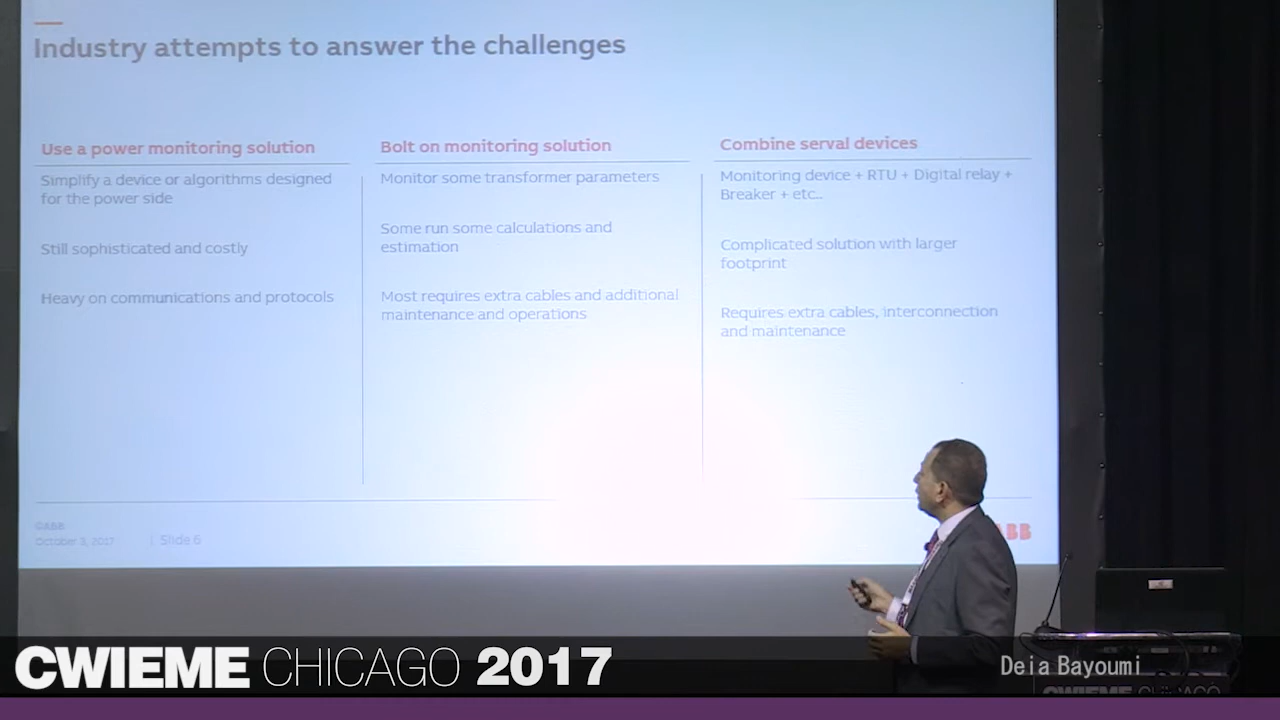 Industry attempts to answer the challenges
Use a power monitoring solution
Simplify a device or algorithms designed
for the power side
Still sophisticated and costly
Heavy on communications and protocols
Bolt on monitoring solution
Monitor some transformer parameters
Some run some calculations and
estimation
Most requires extra cables and additional
maintenance and operations
Combine serval devices
Monitoring device + RTU + Digital relay +
Breaker + etc..
Complicated solution with larger
footprint
Requires extra cables, interconnection
and maintenance
©ABB
October 3, 2017 | Slide 6
BB
CWIEME CHICAGO 2017
Deia Bayoumi
CWIEME CHICAGO